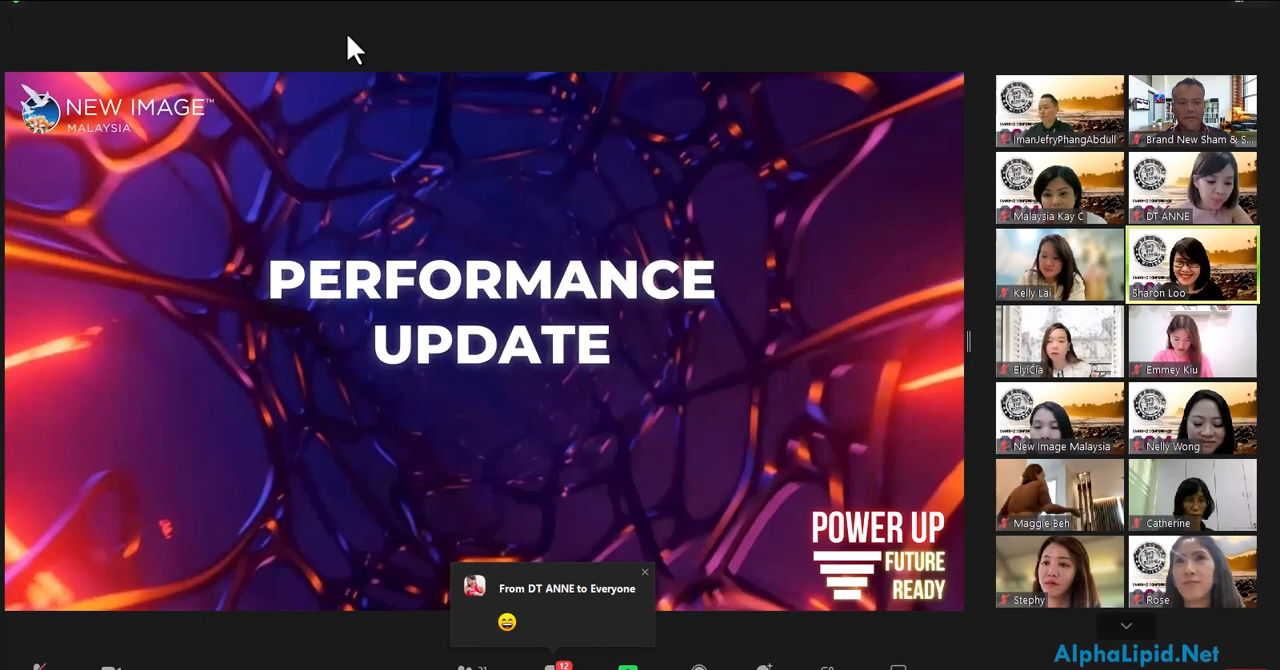 NEW IMAGE™
MALAYSIA
PERFORMANCE
UPDATE
POWER UP
FUTURE
READY
From DT ANNE to Everyone
12
ImanJefryPhangAbdull
Brand New Sham & S...
Malaysia Kay C
DT ANNE
Kelly Lai
Sharon Loo
ElyiCia
Emmey Kiu
New Image Malaysia
Nelly Wong
Maggie Beh
Catherine
Stephy
Rose
AlphaLipid.Net